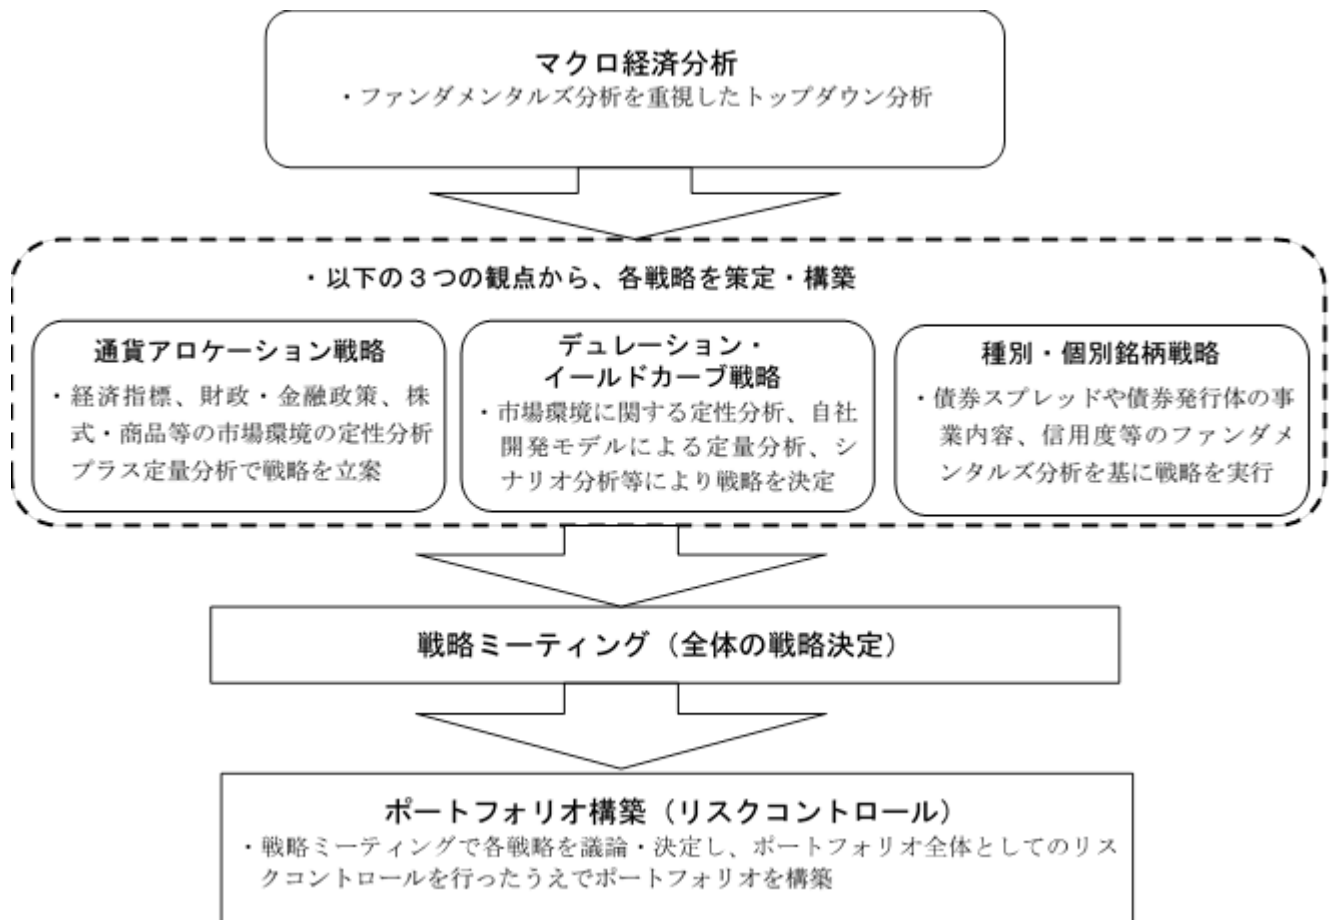 マクロ経済分析
・ファンダメンタルズ分析を重視したトップダウン分析
・以下の３つの観点から、各戦略を策定・構築
通貨アロケーション戦略
・経済指標、財政・金融政策、株
式・商品等の市場環境の定性分析
プラス定量分析で戦略を立案
デュレーション・
イールドカーブ戦略
・市場環境に関する定性分析、自社
開発モデルによる定量分析、シ
ナリオ分析等により戦略を決定
種別・個別銘柄戦略
・債券スプレッドや債券発行体の事
業内容、信用度等のファンダメ
ンタルズ分析を基に戦略を実行
戦略ミーティング（全体の戦略決定）
ポートフォリオ構築（リスクコントロール）
・戦略ミーティングで各戦略を議論・決定し、ポートフォリオ全体としてのリス
クコントロールを行ったうえでポートフォリオを構築